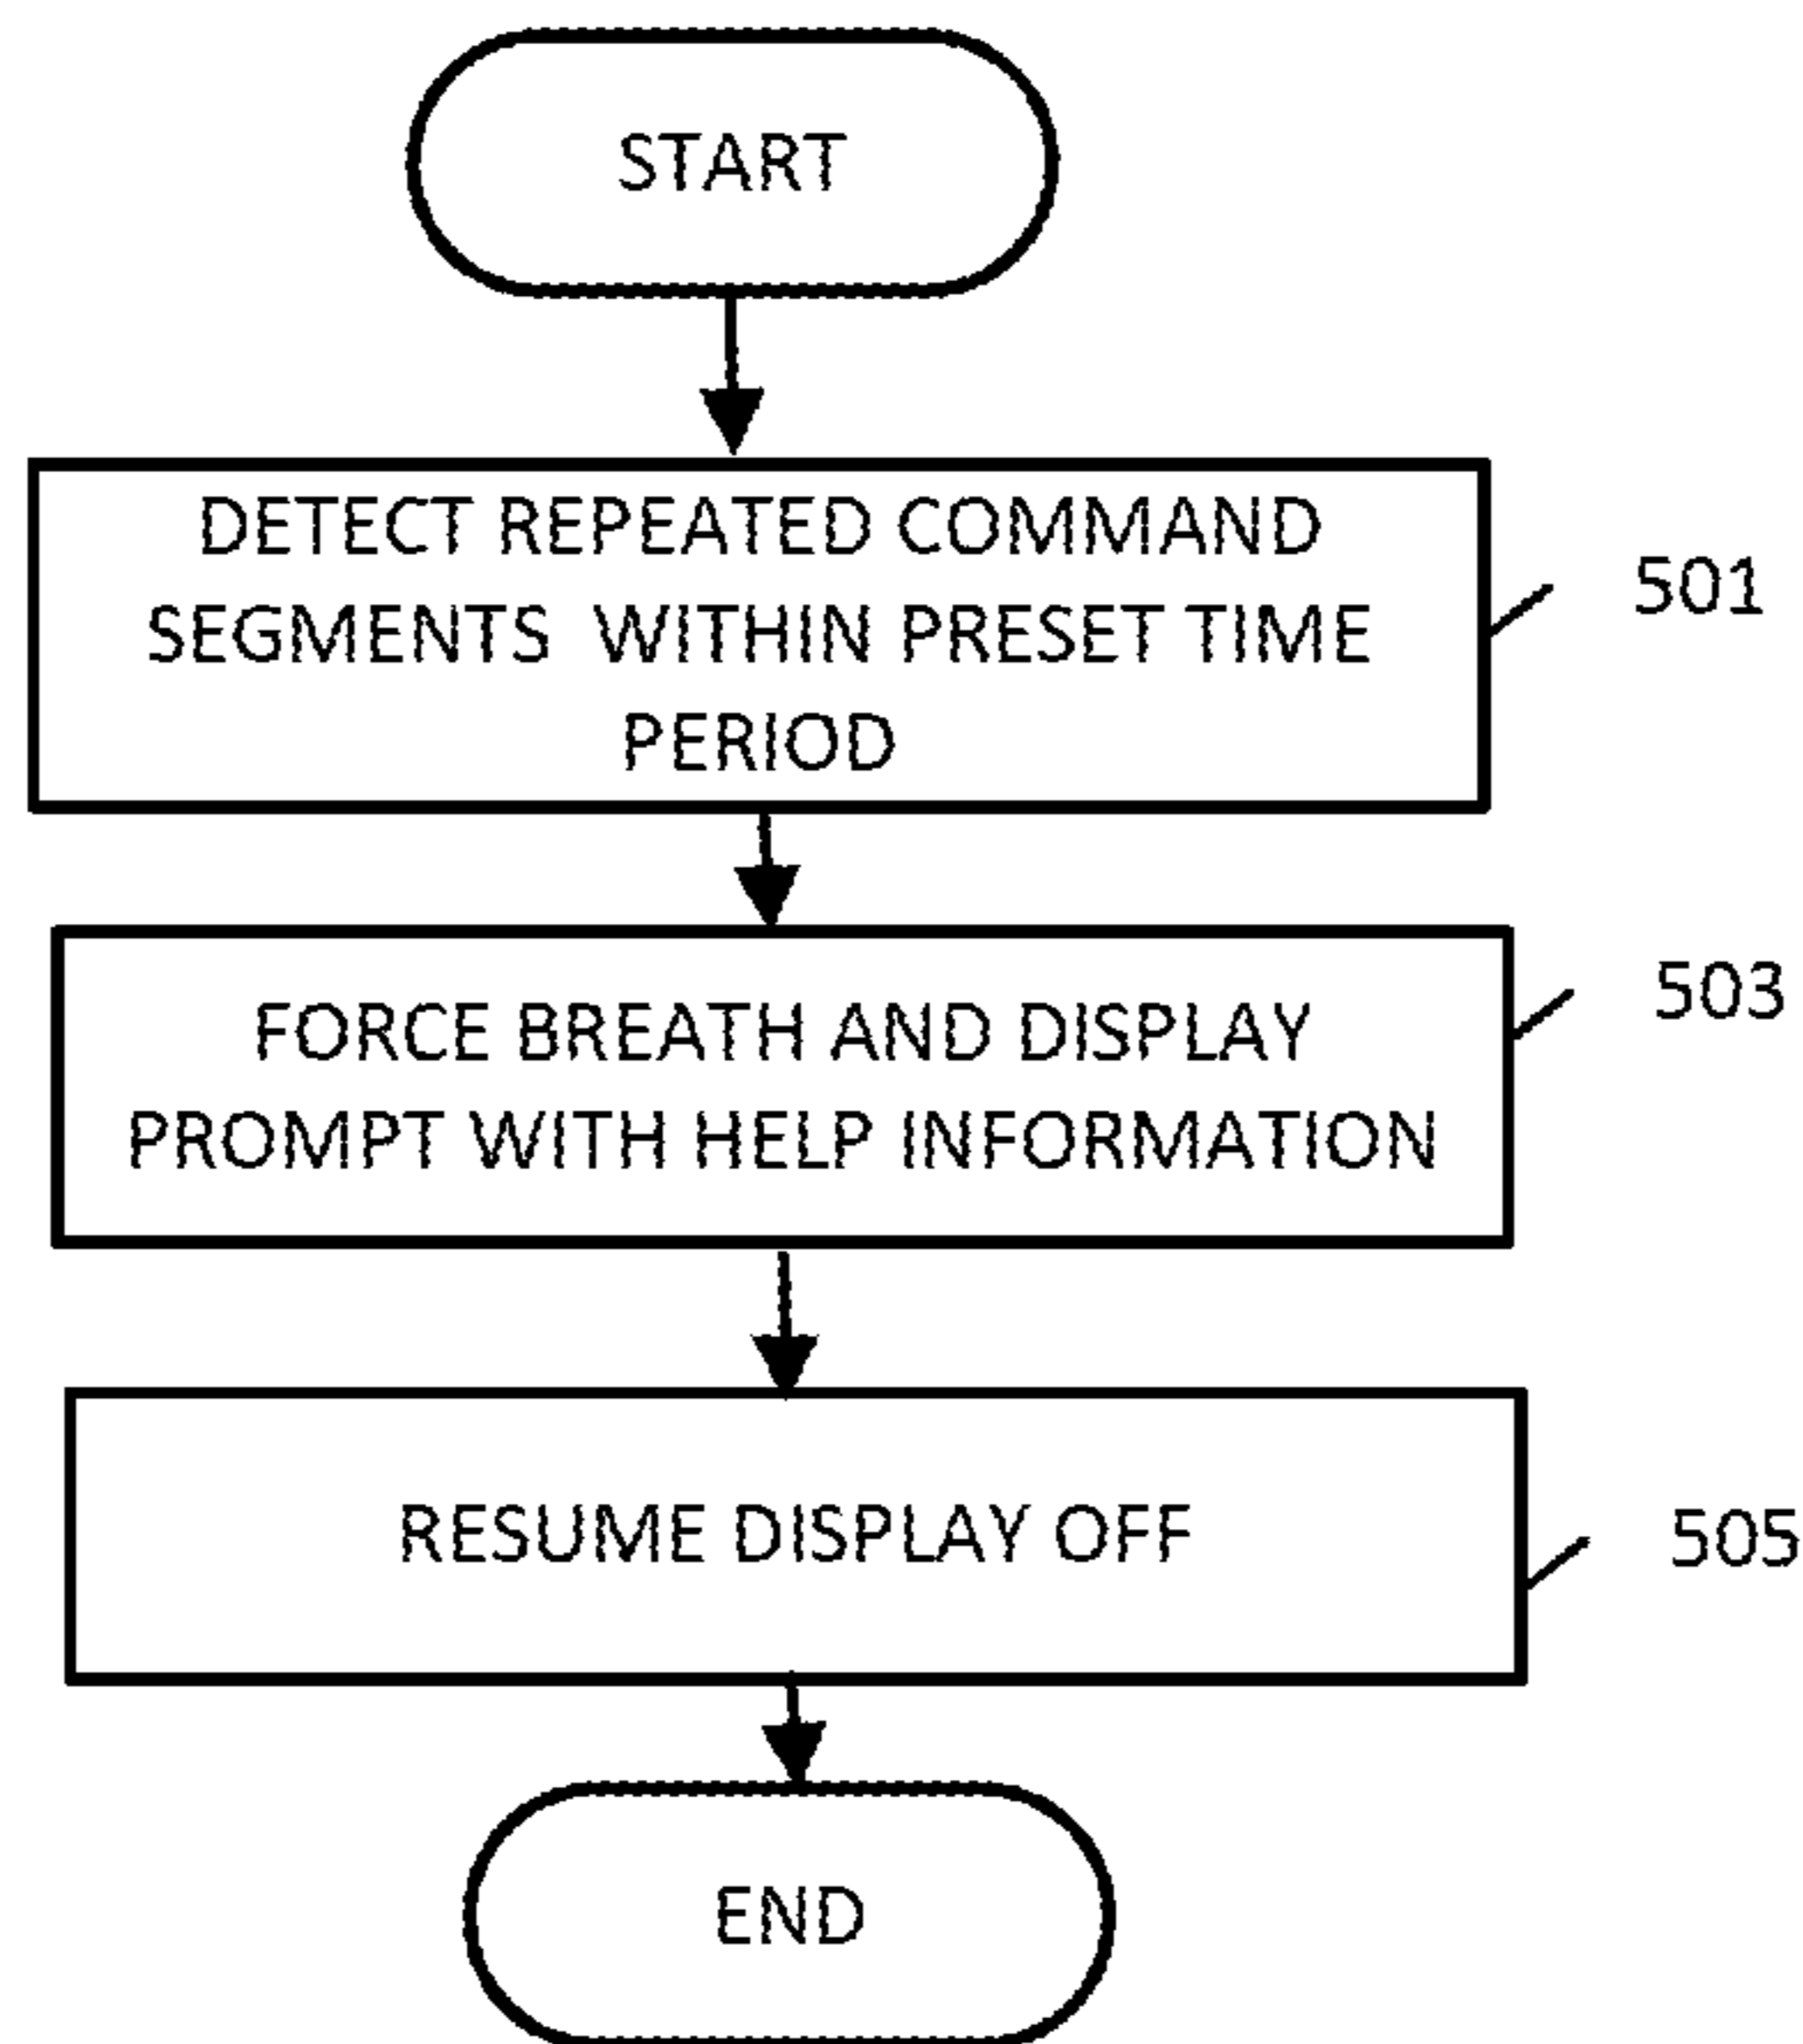 START
DETECT REPEATED COMMAND
SEGMENTS WITHIN PRESET TIME
PERIOD
501
FORCE BREATH AND DISPLAY
PROMPT WITH HELP INFORMATION
503
RESUME DISPLAY OFF
505
END